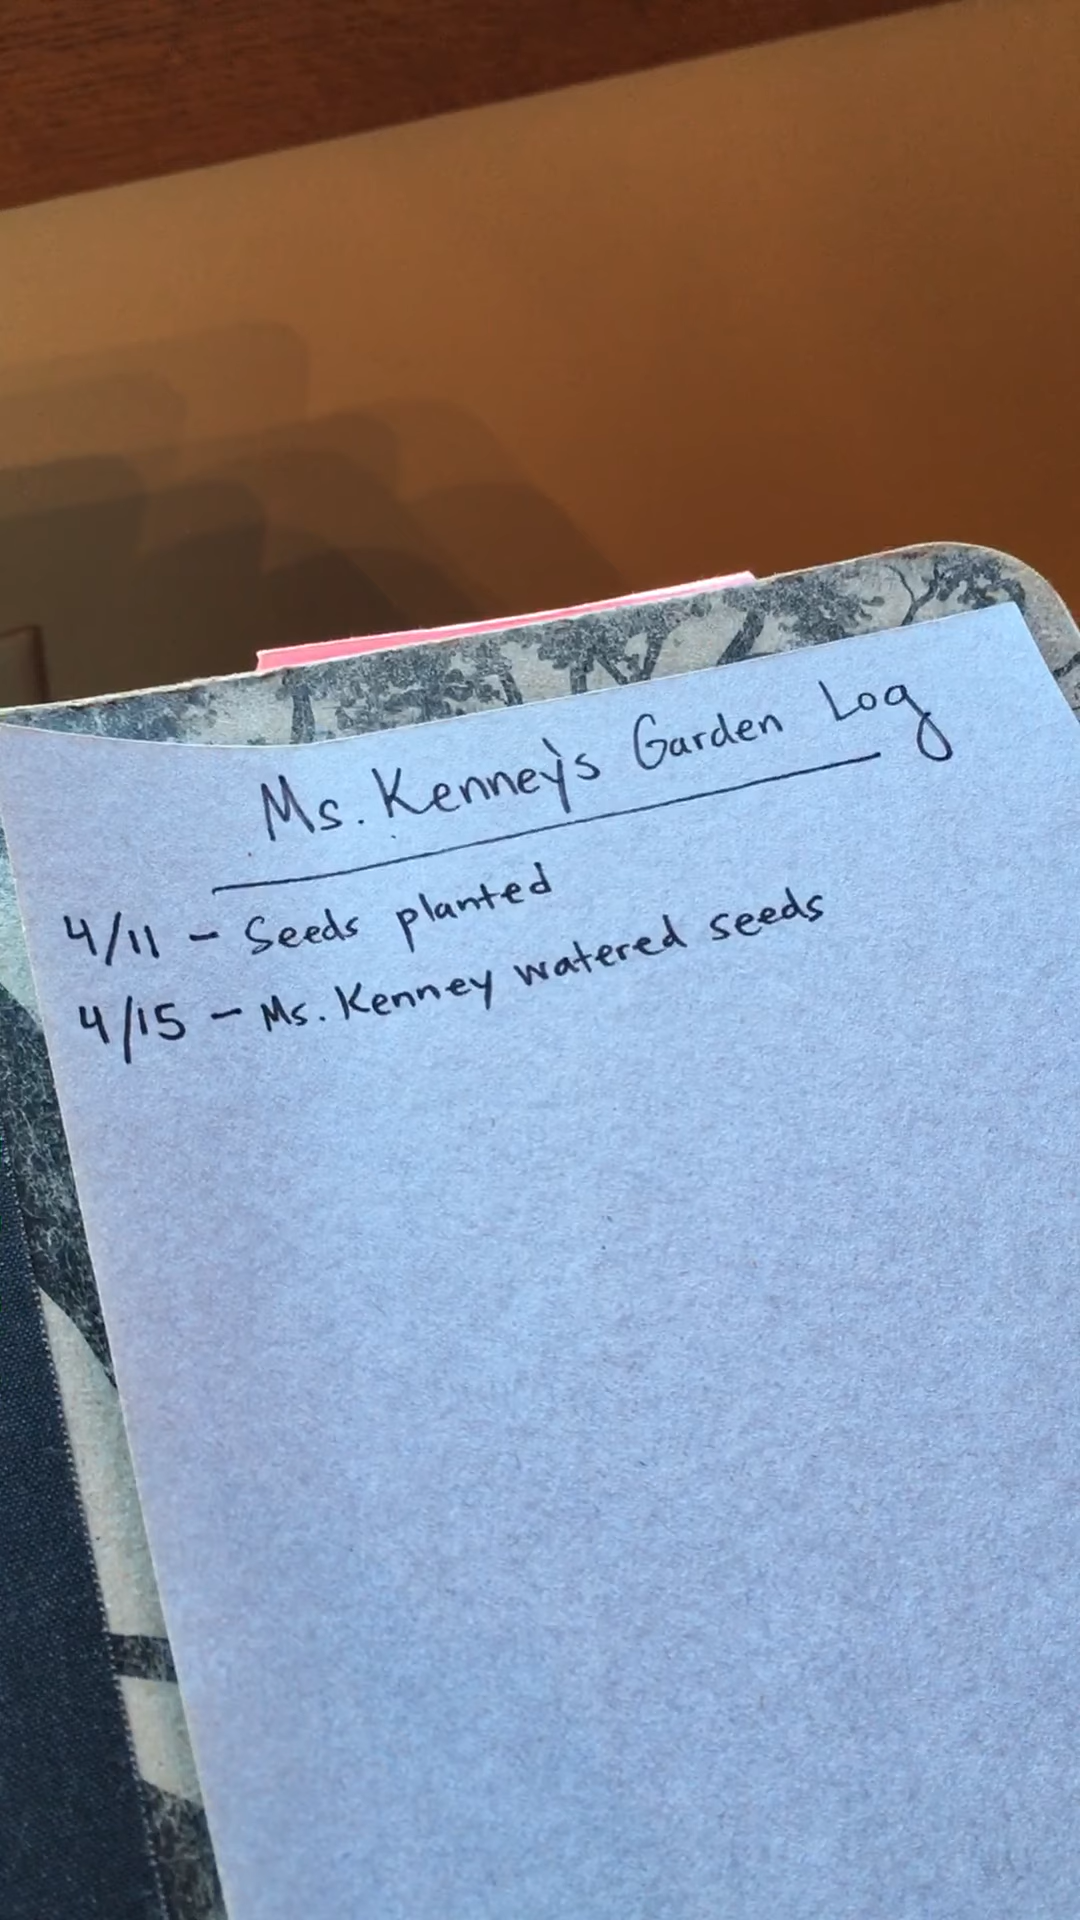 Ms. Kenney's Garden Log
4/11 - Seeds planted
4/15 - Ms. Kenney watered seeds